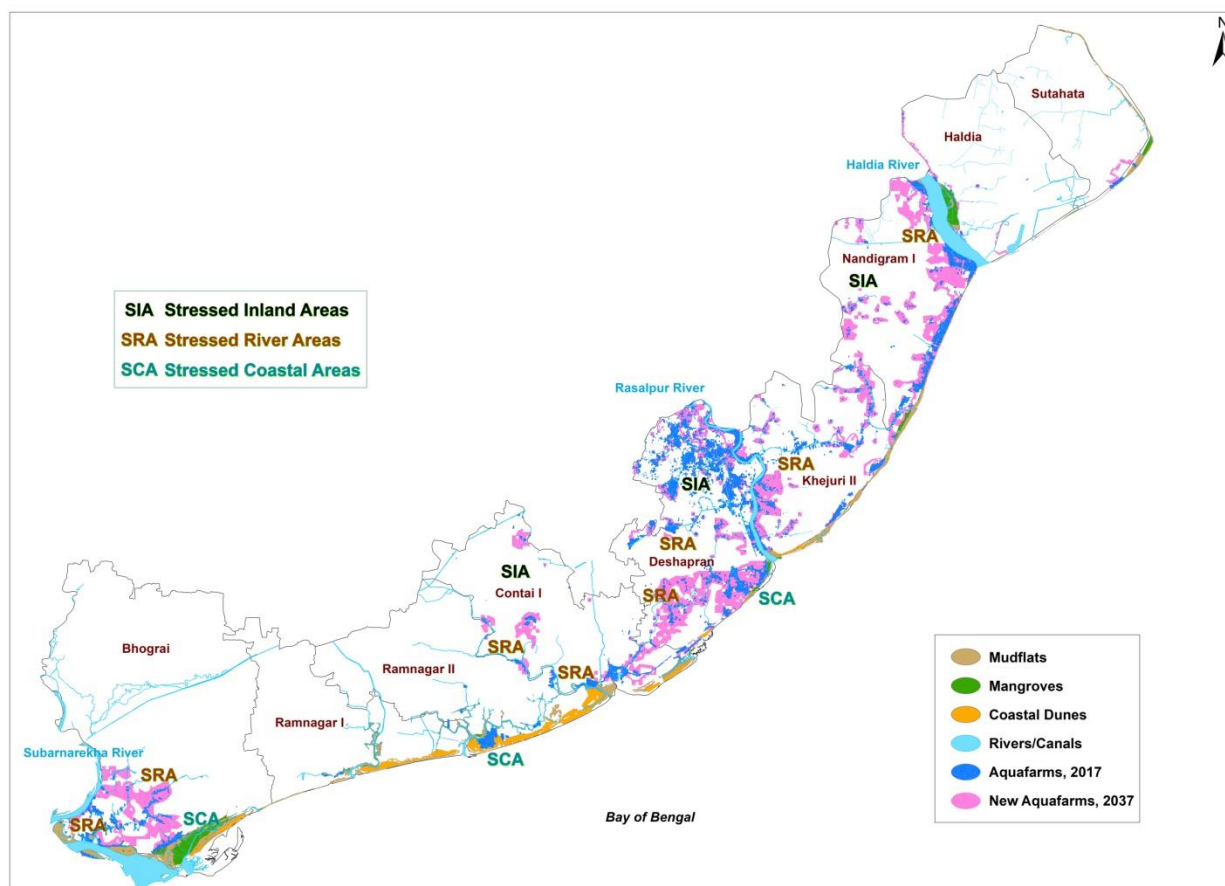 N
Sutahata
Haldia
Haldia River
SRA
Nandigram I
SIA
SIA Stressed Inland Areas
SRA Stressed River Areas
SCA Stressed Coastal Areas
Rasalpur River
SRA
Khejuri II
SIA
SRA
Deshapran
SRA
SCA
SIA
Contai I
SRA
SRA
Bhograi
Ramnagar II
Ramnagar I
SCA
Subarnarekha River
SRA
SRA
SCA
Bay of Bengal
Mudflats
Mangroves
Coastal Dunes
Rivers/Canals
Aquafarms, 2017
New Aquafarms, 2037